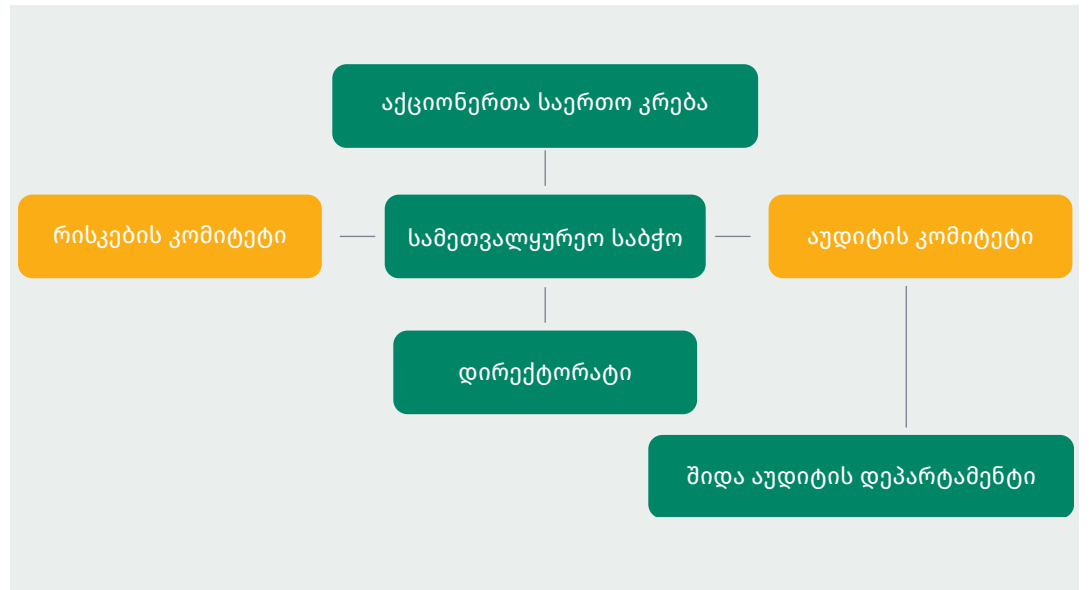 აქციონერთა საერთო კრება
რისკების კომიტეტი
სამეთვალყურეო საბჭო
აუდიტის კომიტეტი
დირექტორატი
შიდა აუდიტის დეპარტამენტი